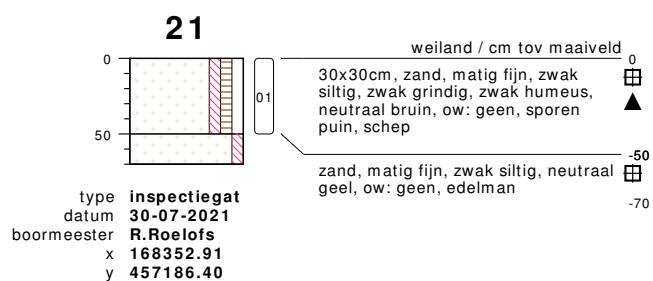 21
weiland / cm tov maaiveld
0
0
30x30cm, zand, matig fijn, zwak
siltig, zwak grindig, zwak humeus,
neutraal bruin, ow: geen, sporen
puin, schep
01
50
-50
zand, matig fijn, zwak siltig, neutraal
geel, ow: geen, edelman
-70
type inspectiegat
datum 30-07-2021
boormeester R.Roelofs
x 168352.91
y 457186.40